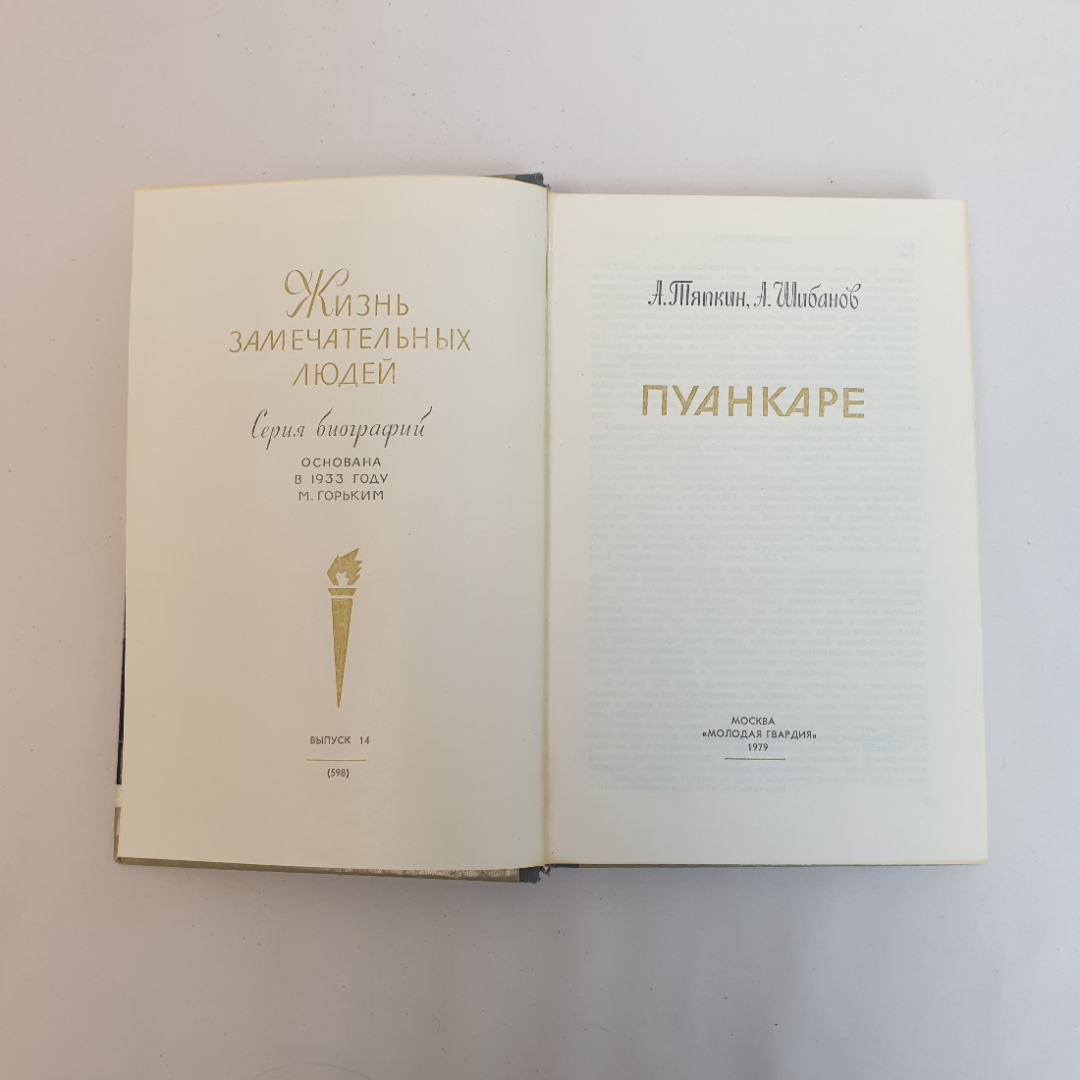 Жизнь
ЗАМЕЧАТЕЛЬНЫХ
ЛЮДЕЙ
Серия биографий
ОСНОВАНА
В 1933 ГОДУ
М. ГОРЬКИМ
ВЫПУСК 14
(598)
А. Тяпкин, А. Шибанов
ПУАНКАРЕ
МОСКВА
«МОЛОДАЯ ГВАРДИЯ»
1979